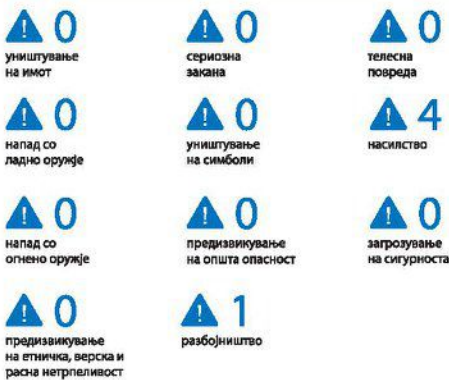 0
уништување
на имот
0
сериозна
закана
0
телесна
повреда
0
напад со
ладно оружје
0
уништување
на симболи
4
насилство
0
напад со
огнено оружје
0
предизвикување
на општа опасност
0
загрозување
на сигурноста
0
предизвикување
на етничка, верска и
расна нетрпеливост
1
разбојништво